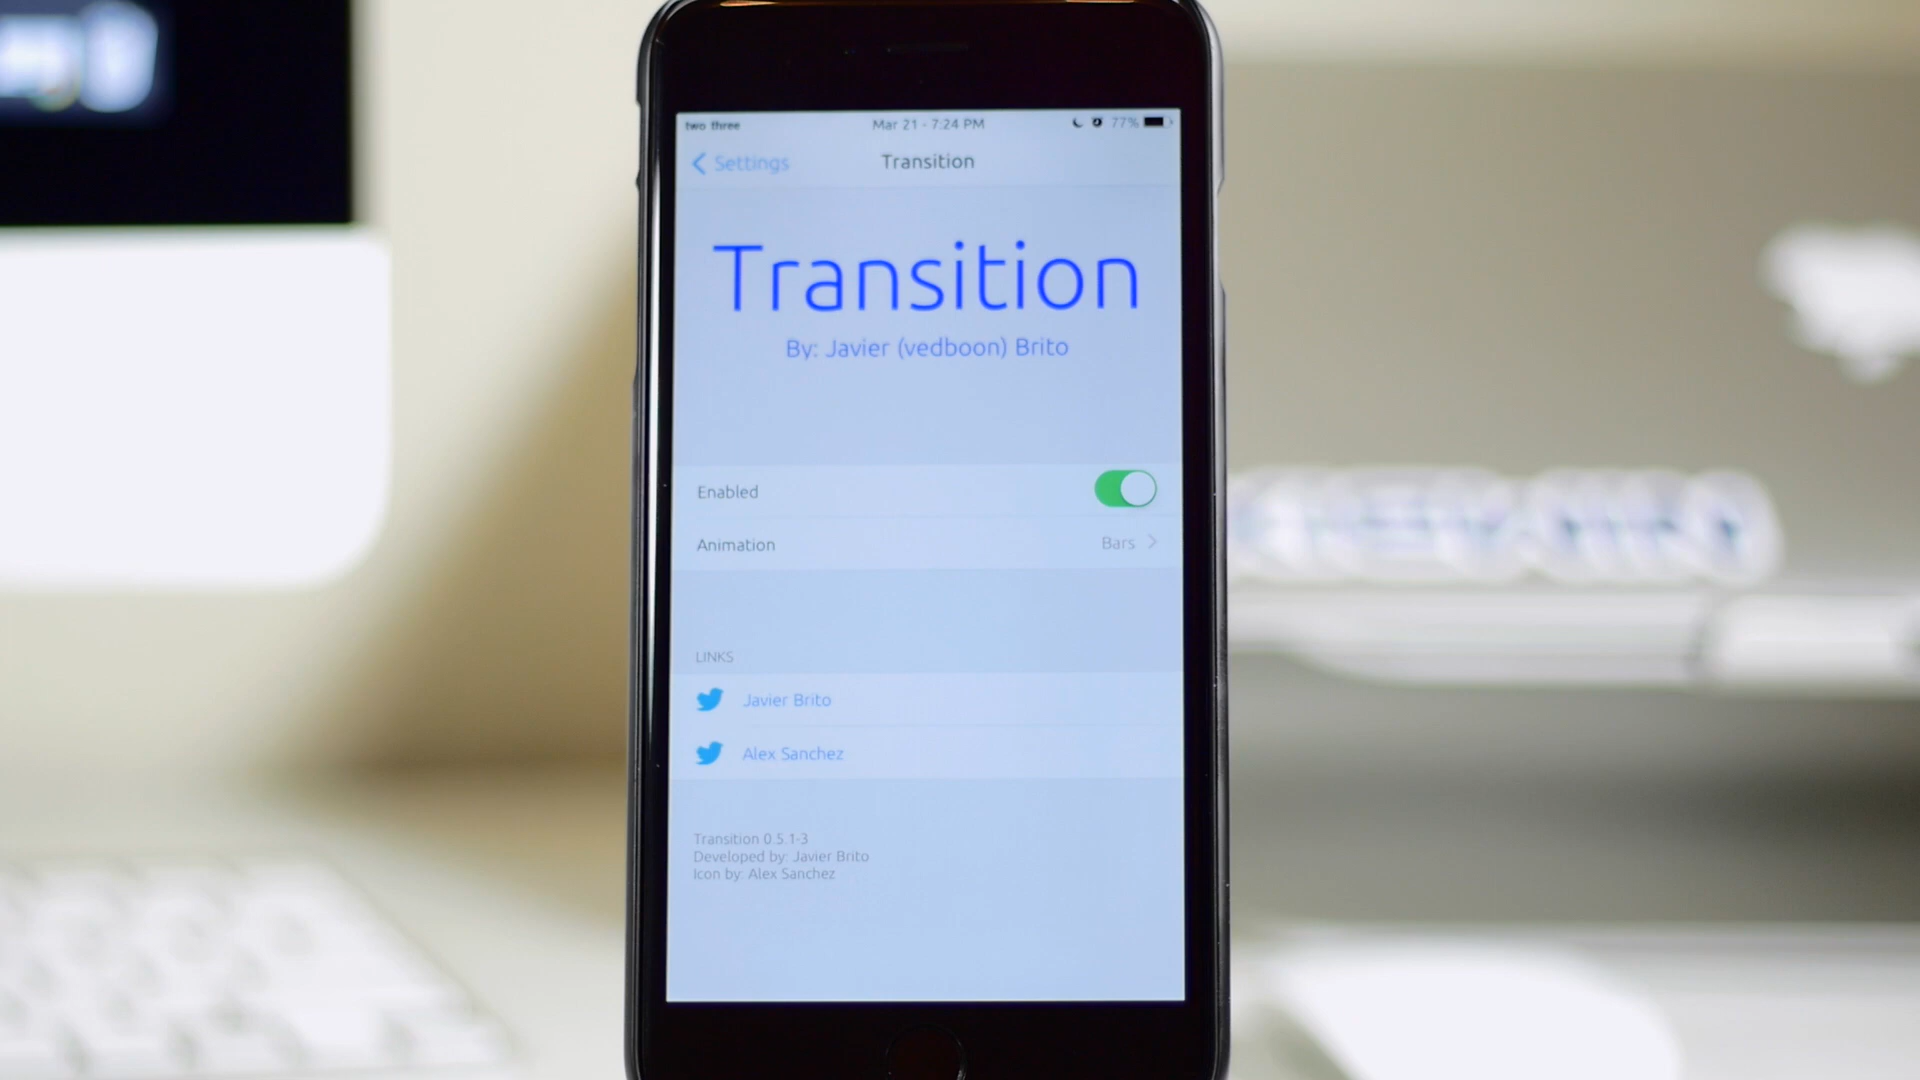 two three Mar 21 - 7:24 PM 77%
Settings Transition
Transition
By: Javier (vedboon) Brito
Enabled
Animation Bars
LINKS
Javier Brito
Alex Sanchez
Transition 0.5.1-3
Developed by: Javier Brito
Icon by: Alex Sanchez